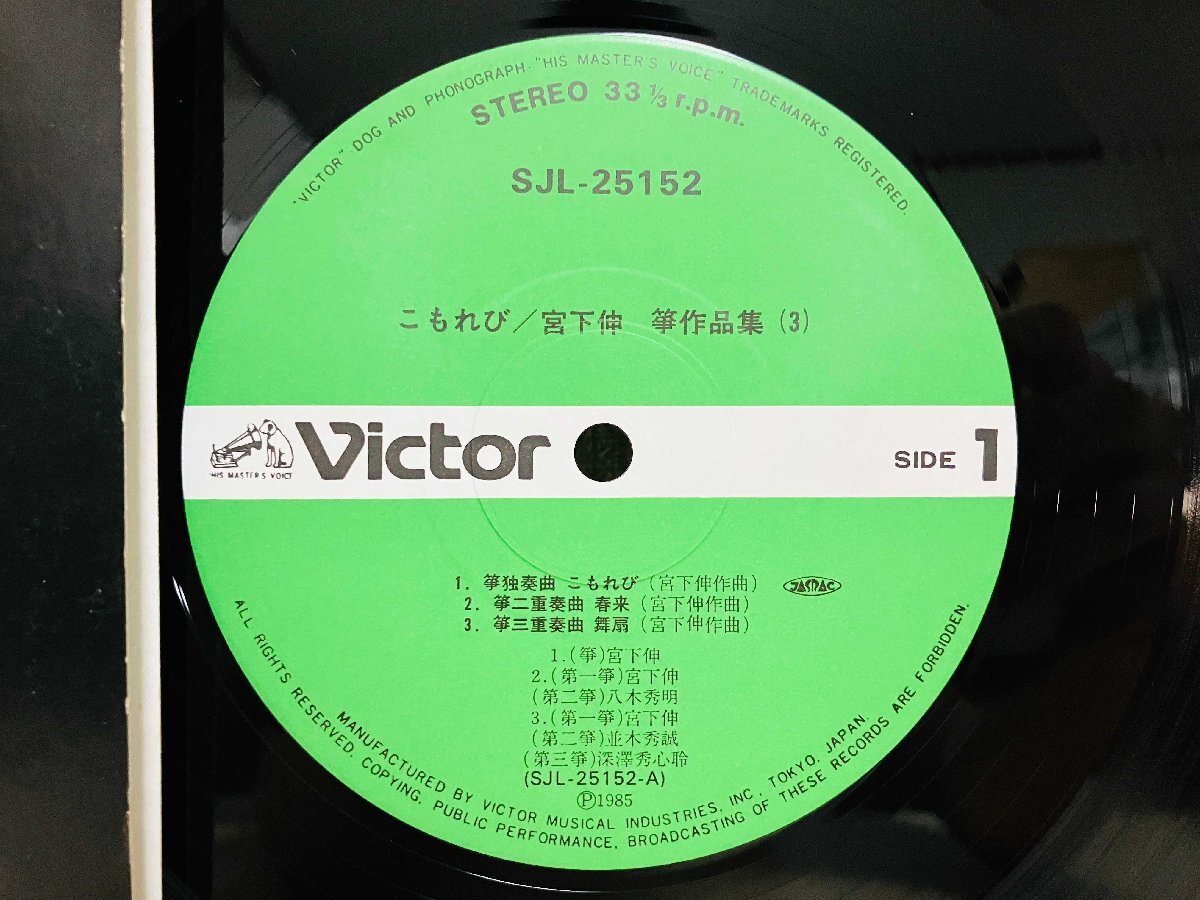 "VICTOR" DOG AND PHONOGRAPH-"HIS MASTER'S VOICE" TRADEMARKS REGISTERED.
STEREO 33 1/3 r.p.m.
SJL-25152
こもれび/宮下伸 箏作品集(3)
Victor
"HIS MASTER'S VOICE"
SIDE 1
1. 箏独奏曲 こもれび(宮下伸作曲) JASRAC
2. 箏二重奏曲 春来(宮下伸作曲)
3. 箏三重奏曲 舞扇(宮下伸作曲)
1.(箏)宮下伸
2.(第一箏)宮下伸
(第二箏)八木秀明
3.(第一箏)宮下伸
(第二箏)並木秀誠
(第三箏)深澤秀心聆
(SJL-25152-A)
Ⓟ1985
MANUFACTURED BY VICTOR MUSICAL INDUSTRIES, INC., TOKYO, JAPAN.
ALL RIGHTS RESERVED. COPYING, PUBLIC PERFORMANCE, BROADCASTING OF THESE RECORDS ARE FORBIDDEN.